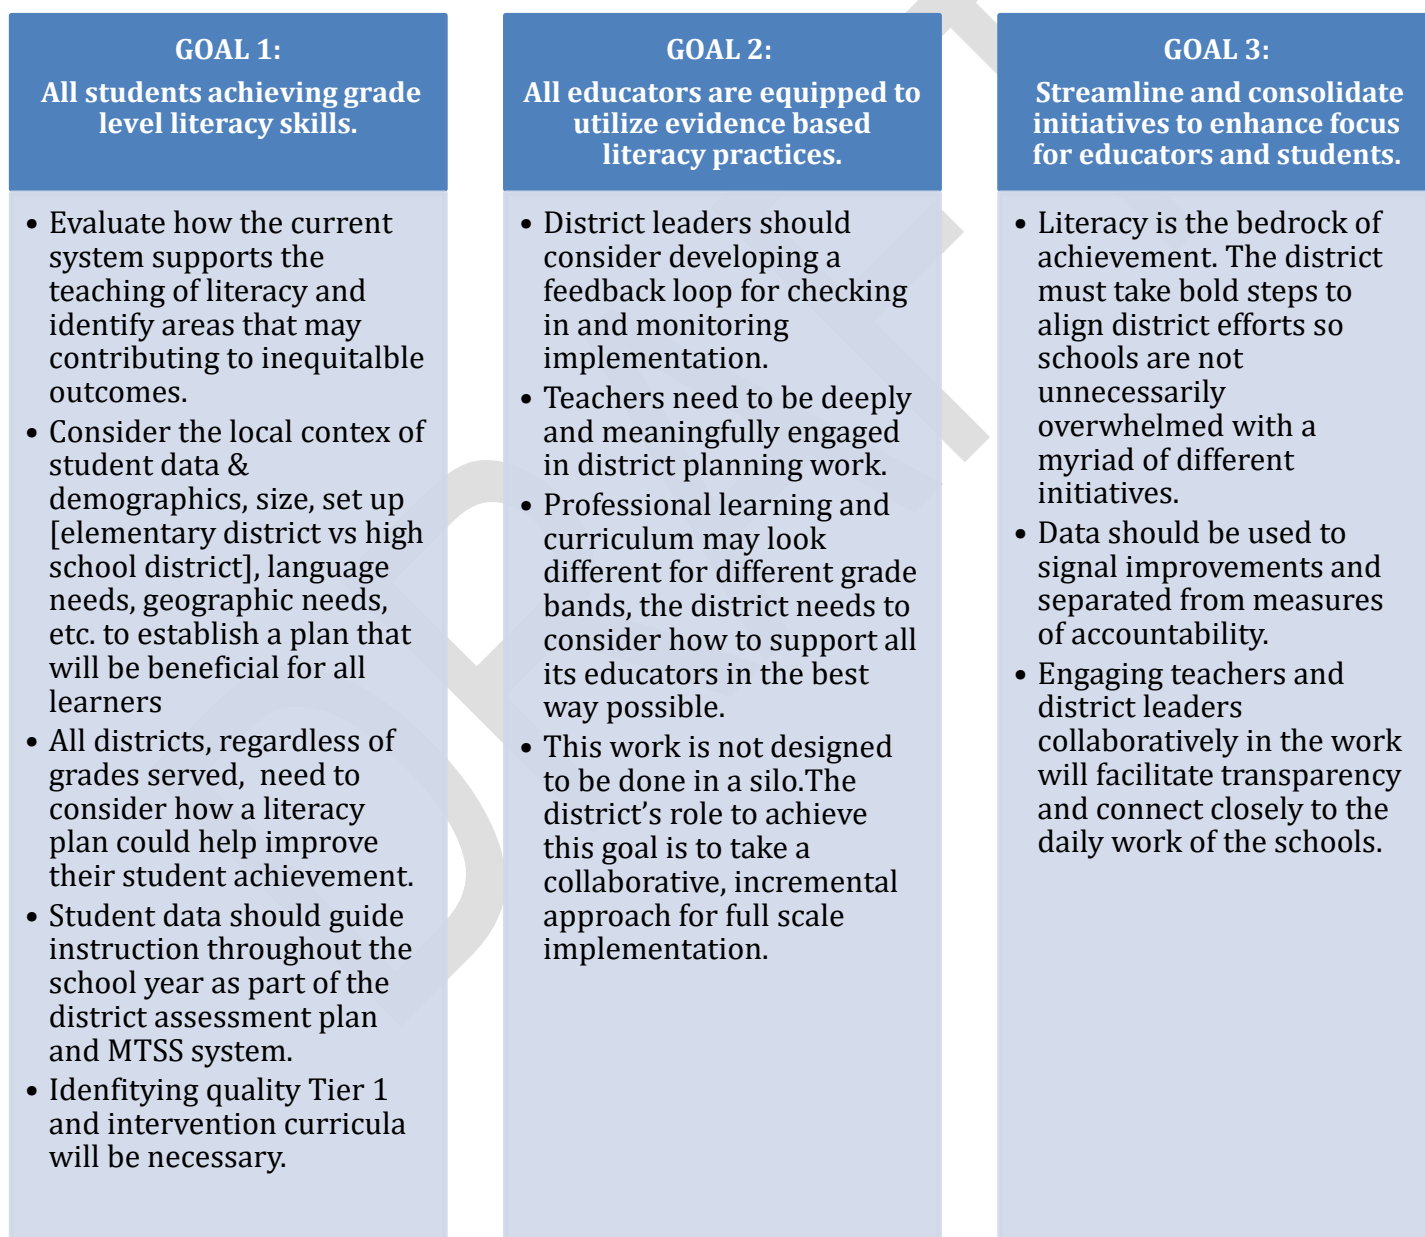 GOAL 1:
All students achieving grade
level literacy skills.
• Evaluate how the current
system supports the
teaching of literacy and
identify areas that may
contributing to inequitalble
outcomes.
• Consider the local contex of
student data &
demographics, size, set up
[elementary district vs high
school district], language
needs, geographic needs,
etc. to establish a plan that
will be beneficial for all
learners
• All districts, regardless of
grades served,  need to
consider how a literacy
plan could help improve
their student achievement.
• Student data should guide
instruction throughout the
school year as part of the
district assessment plan
and MTSS system.
• Idenfitying quality Tier 1
and intervention curricula
will be necessary.
GOAL 2:
All educators are equipped to
utilize evidence based
literacy practices.
• District leaders should
consider developing a
feedback loop for checking
in and monitoring
implementation.
• Teachers need to be deeply
and meaningfully engaged
in district planning work.
• Professional learning and
curriculum may look
different for different grade
bands, the district needs to
consider how to support all
its educators in the best
way possible.
• This work is not designed
to be done in a silo.The
district’s role to achieve
this goal is to take a
collaborative, incremental
approach for full scale
implementation.
GOAL 3:
Streamline and consolidate
initiatives to enhance focus
for educators and students.
• Literacy is the bedrock of
achievement. The district
must take bold steps to
align district efforts so
schools are not
unnecessarily
overwhelmed with a
myriad of different
initiatives.
• Data should be used to
signal improvements and
separated from measures
of accountability.
• Engaging teachers and
district leaders
collaboratively in the work
will facilitate transparency
and connect closely to the
daily work of the schools.
DRAFT